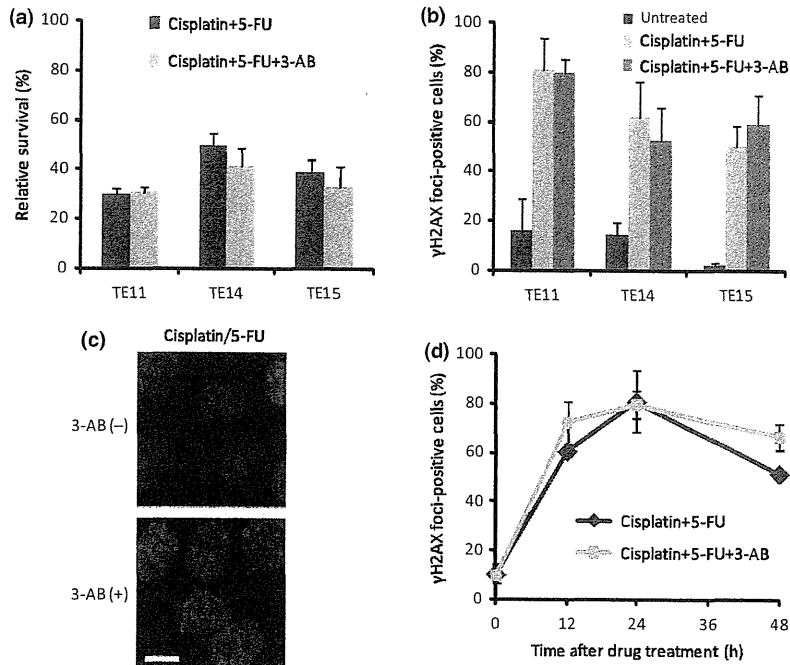 (a)
Relative survival (%)
100
80
60
40
20
0
Cisplatin+5-FU
Cisplatin+5-FU+3-AB
TE11 TE14 TE15
(b)
γH2AX foci-positive cells (%)
100
80
60
40
20
0
Untreated
Cisplatin+5-FU
Cisplatin+5-FU+3-AB
TE11 TE14 TE15
(c)
Cisplatin/5-FU
3-AB (–)
3-AB (+)
(d)
γH2AX foci-positive cells (%)
100
80
60
40
20
0
Cisplatin+5-FU
Cisplatin+5-FU+3-AB
0 12 24 36 48
Time after drug treatment (h)